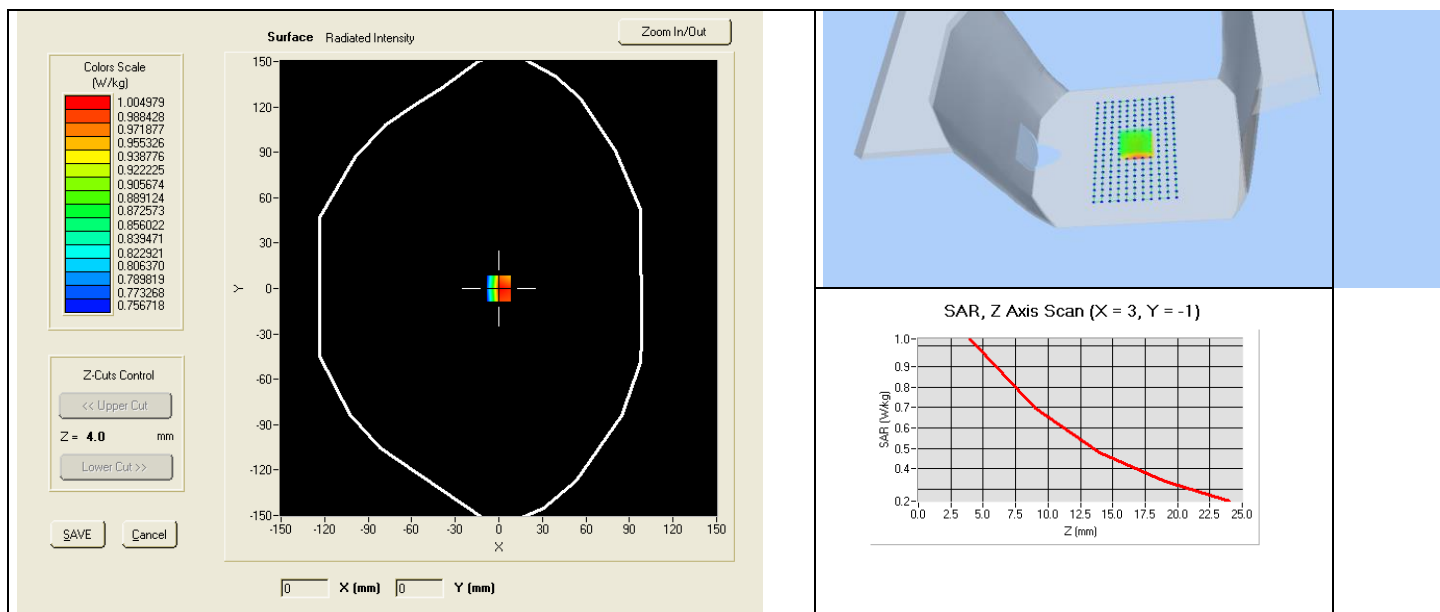 Surface Radiated Intensity
Zoom In/Out
Colors Scale
(W/kg)
1.004979
0.988428
0.971877
0.955326
0.938776
0.922225
0.905674
0.889124
0.872573
0.856022
0.839471
0.822921
0.806370
0.789819
0.773268
0.756718
Z-Cuts Control
<< Upper Cut
Z = 4.0 mm
Lower Cut >>
SAVE Cancel
150
120
90
60
30
0
-30
-60
-90
-120
-150
Y
-150 -120 -90 -60 -30 0 30 60 90 120 150
X
0 X (mm) 0 Y (mm)
SAR, Z Axis Scan (X = 3, Y = -1)
1.0
0.9
0.8
0.7
0.6
0.5
0.4
0.2
SAR (W/kg)
0.0 2.5 5.0 7.5 10.0 12.5 15.0 17.5 20.0 22.5 25.0
Z (mm)